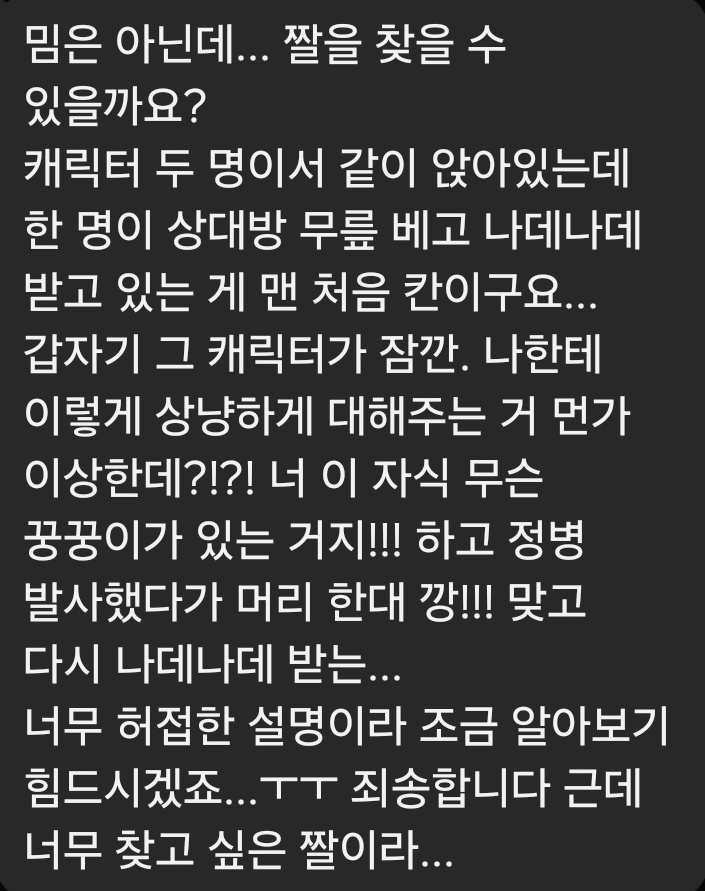 밈은 아닌데... 짤을 찾을 수
있을까요?
캐릭터 두 명이서 같이 앉아있는데
한 명이 상대방 무릎 베고 나데나데
받고 있는 게 맨 처음 칸이구요...
갑자기 그 캐릭터가 잠깐. 나한테
이렇게 상냥하게 대해주는 거 먼가
이상한데?!?! 너 이 자식 무슨
꿍꿍이가 있는 거지!!! 하고 정병
발사했다가 머리 한대 깡!!! 맞고
다시 나데나데 받는...
너무 허접한 설명이라 조금 알아보기
힘드시겠죠...ㅜㅜ 죄송합니다 근데
너무 찾고 싶은 짤이라...